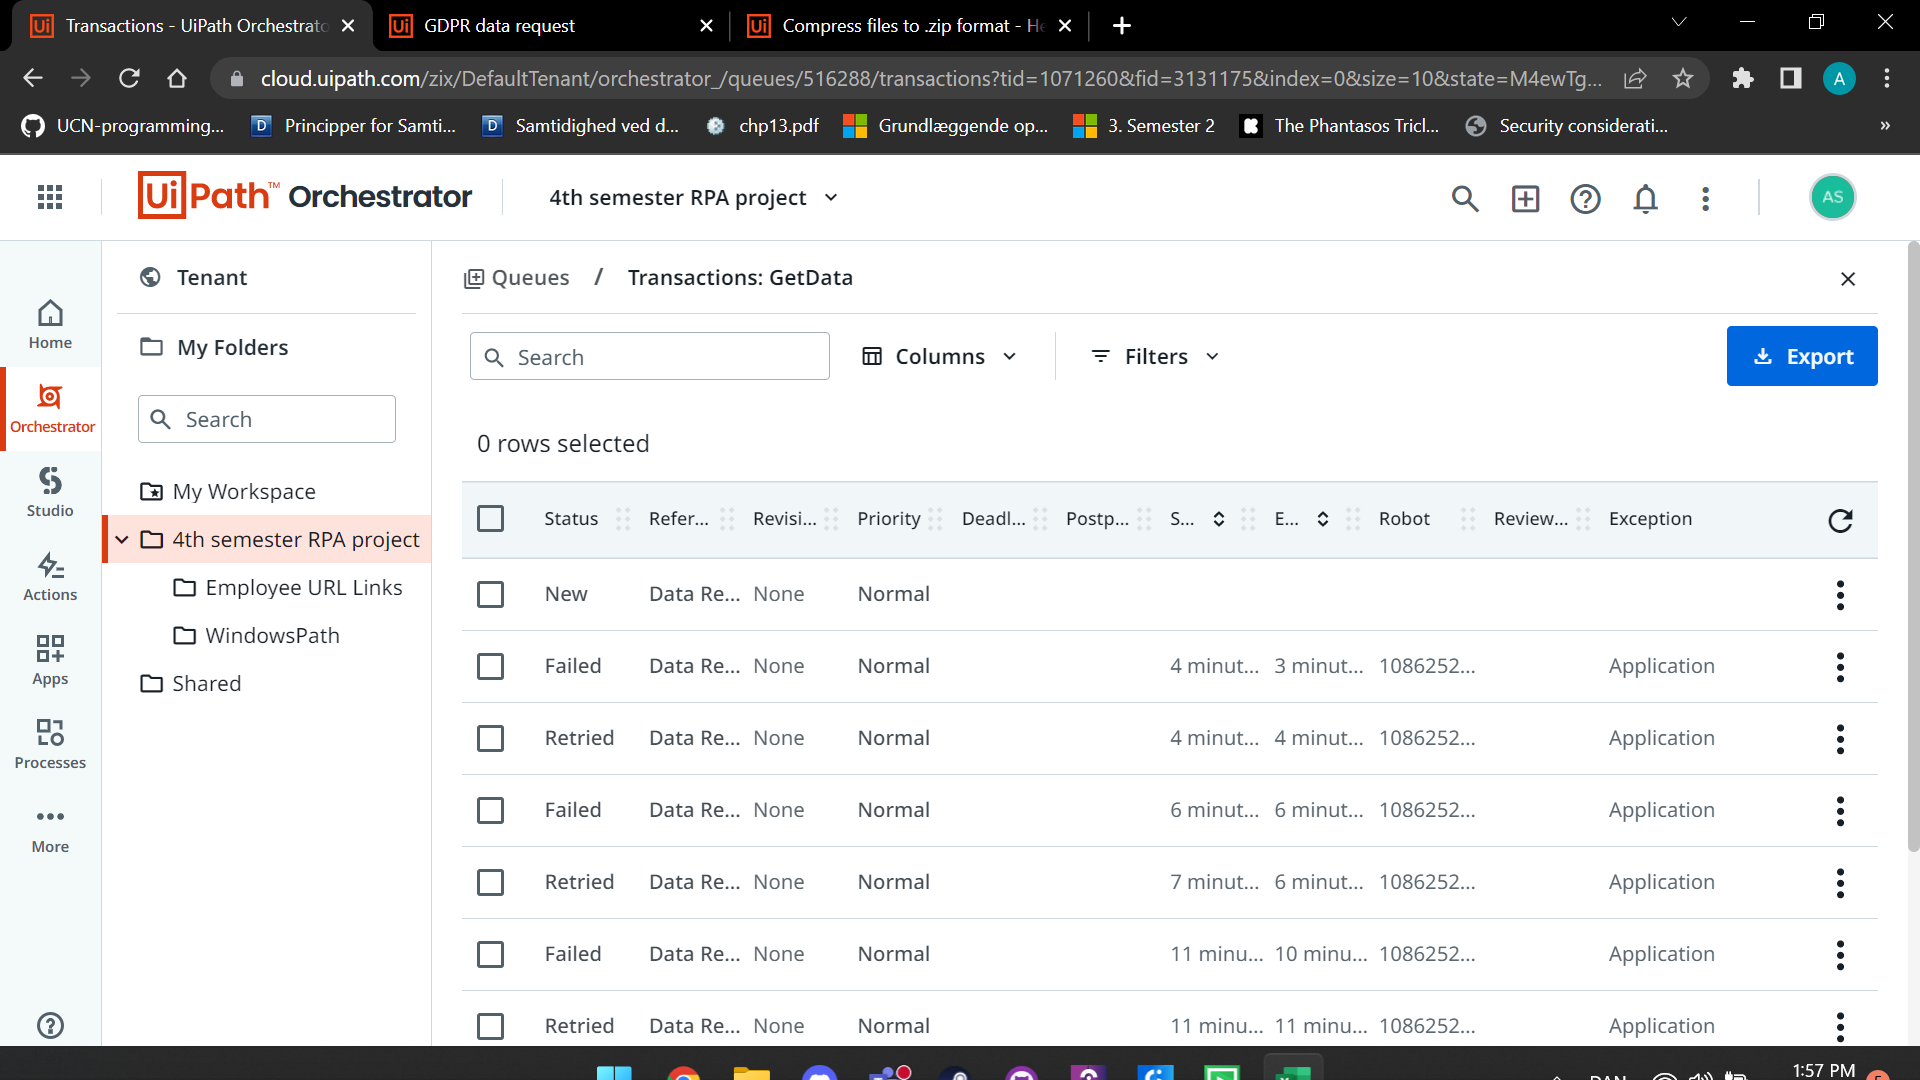 Transactions - UiPath Orchestrato
GDPR data request
Compress files to .zip format - He
cloud.uipath.com/zix/DefaultTenant/orchestrator_/queues/516288/transactions?tid=1071260&fid=3131175&index=0&size=10&state=M4ewTg...
A
UCN-programming...
Principper for Samti...
Samtidighed ved d...
chp13.pdf
Grundlæggende op...
3. Semester 2
The Phantasos Tricl...
Security considerati...
»
UiPath™ Orchestrator
4th semester RPA project
AS
Home
Orchestrator
Studio
Actions
Apps
Processes
More
Tenant
My Folders
Search
My Workspace
4th semester RPA project
Employee URL Links
WindowsPath
Shared
Queues / Transactions: GetData
Search
Columns
Filters
Export
0 rows selected
Status Refer... Revisi... Priority Deadl... Postp... S... E... Robot Review... Exception
New Data Re... None Normal
Failed Data Re... None Normal 4 minut... 3 minut... 1086252... Application
Retried Data Re... None Normal 4 minut... 4 minut... 1086252... Application
Failed Data Re... None Normal 6 minut... 6 minut... 1086252... Application
Retried Data Re... None Normal 7 minut... 6 minut... 1086252... Application
Failed Data Re... None Normal 11 minu... 10 minu... 1086252... Application
Retried Data Re... None Normal 11 minu... 11 minu... 1086252... Application
DAN
1:57 PM